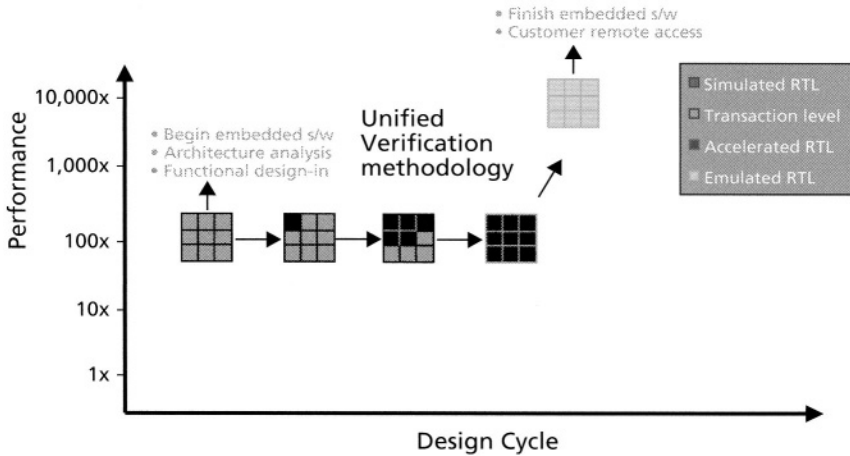 • Finish embedded s/w
• Customer remote access
Performance
10,000x
1,000x
100x
10x
1x
• Begin embedded s/w
• Architecture analysis
• Functional design-in
Unified
Verification
methodology
Simulated RTL
Transaction level
Accelerated RTL
Emulated RTL
Design Cycle